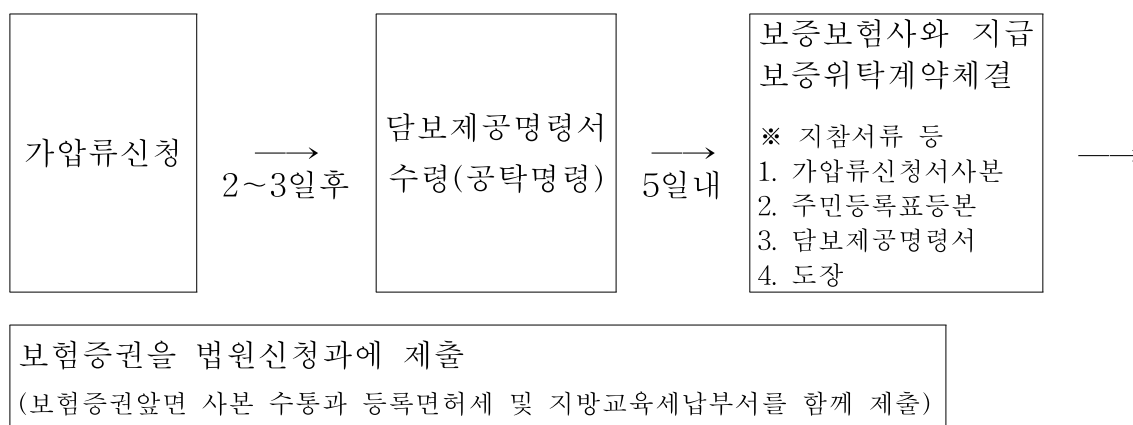 가압류신청
⟶
2~3일후
담보제공명령서
수령(공탁명령)
⟶
5일내
보증보험사와 지급
보증위탁계약체결
※ 지참서류 등
1. 가압류신청서사본
2. 주민등록표등본
3. 담보제공명령서
4. 도장
⟶
보험증권을 법원신청과에 제출
(보험증권앞면 사본 수통과 등록면허세 및 지방교육세납부서를 함께 제출)